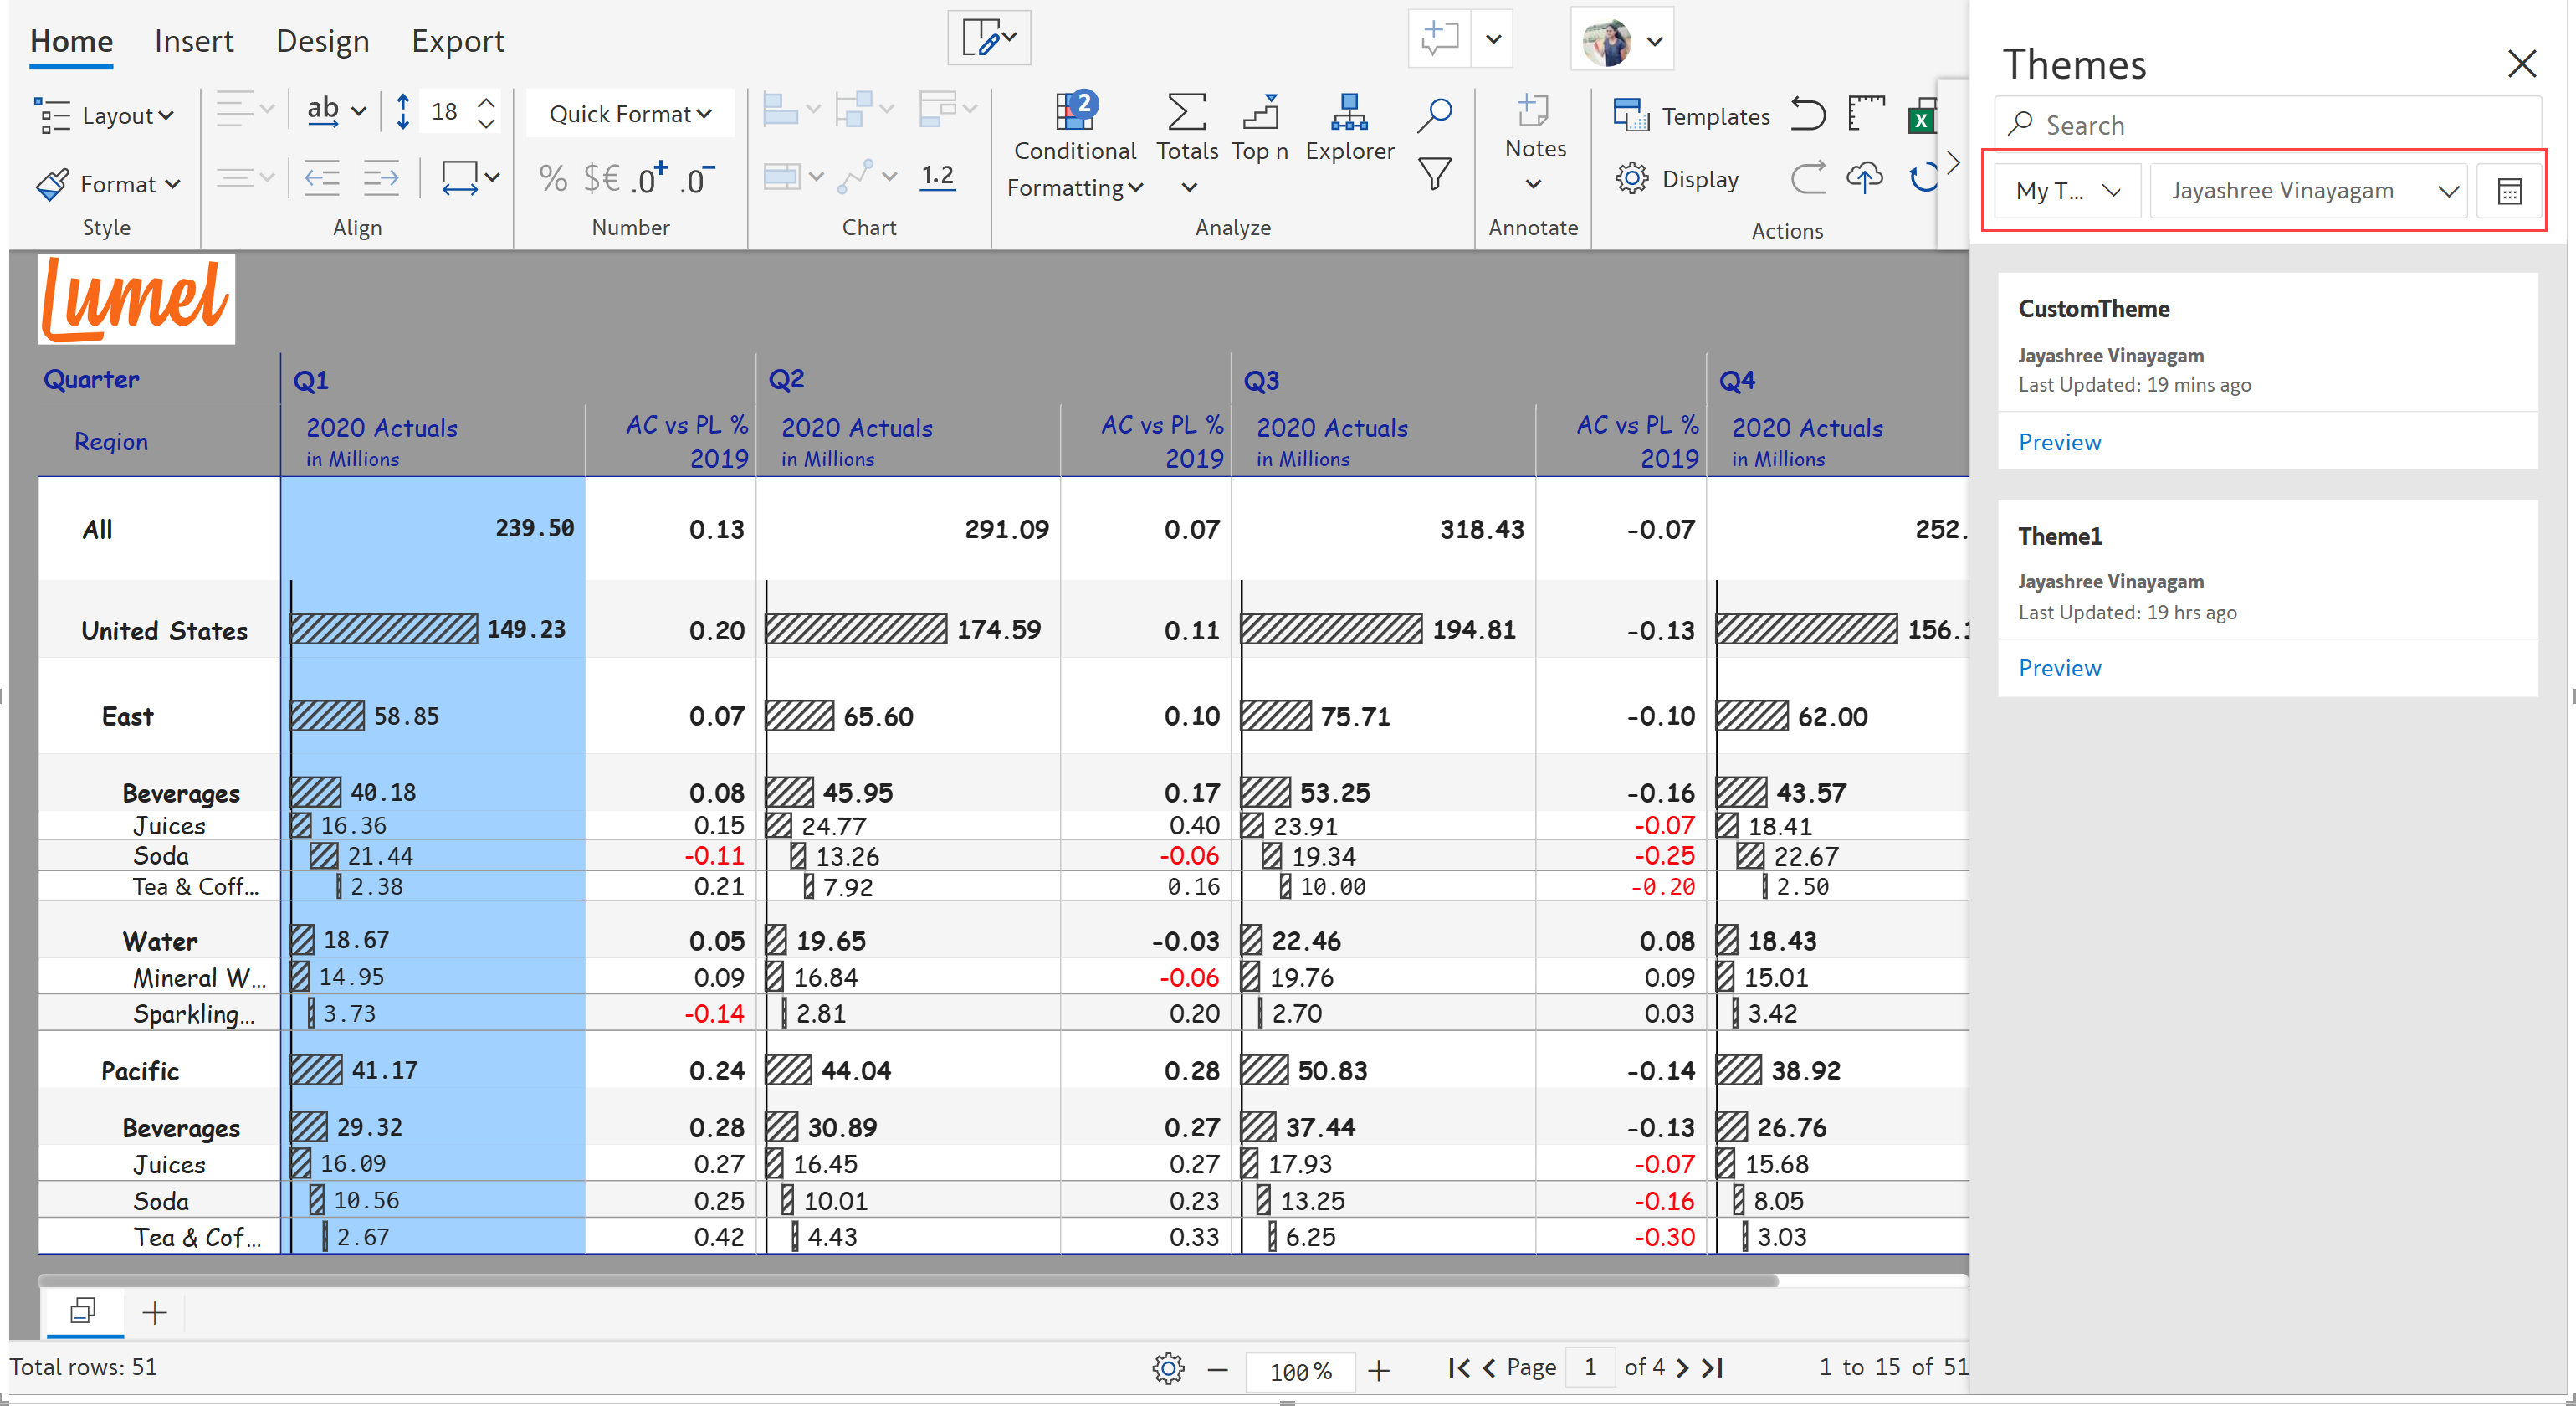 Home Insert Design Export
Layout ab 18 Quick Format Conditional Formatting 2 Totals Top n Explorer Notes Templates X
Format % $€ .0+ .0- 1.2 Display
Style Align Number Chart Analyze Annotate Actions
Lumel
Quarter Q1 Q2 Q3 Q4
Region 2020 Actuals AC vs PL % 2020 Actuals AC vs PL % 2020 Actuals AC vs PL % 2020 Actuals
in Millions 2019 in Millions 2019 in Millions 2019 in Millions
All 239.50 0.13 291.09 0.07 318.43 -0.07 252.
United States 149.23 0.20 174.59 0.11 194.81 -0.13 156.1
East 58.85 0.07 65.60 0.10 75.71 -0.10 62.00
Beverages 40.18 0.08 45.95 0.17 53.25 -0.16 43.57
Juices 16.36 0.15 24.77 0.40 23.91 -0.07 18.41
Soda 21.44 -0.11 13.26 -0.06 19.34 -0.25 22.67
Tea & Coff... 2.38 0.21 7.92 0.16 10.00 -0.20 2.50
Water 18.67 0.05 19.65 -0.03 22.46 0.08 18.43
Mineral W... 14.95 0.09 16.84 -0.06 19.76 0.09 15.01
Sparkling... 3.73 -0.14 2.81 0.20 2.70 0.03 3.42
Pacific 41.17 0.24 44.04 0.28 50.83 -0.14 38.92
Beverages 29.32 0.28 30.89 0.27 37.44 -0.13 26.76
Juices 16.09 0.27 16.45 0.27 17.93 -0.07 15.68
Soda 10.56 0.25 10.01 0.23 13.25 -0.16 8.05
Tea & Cof... 2.67 0.42 4.43 0.33 6.25 -0.30 3.03
Total rows: 51 100% Page 1 of 4 1 to 15 of 51
Themes
Search
My T... Jayashree Vinayagam
CustomTheme
Jayashree Vinayagam
Last Updated: 19 mins ago
Preview
Theme1
Jayashree Vinayagam
Last Updated: 19 hrs ago
Preview